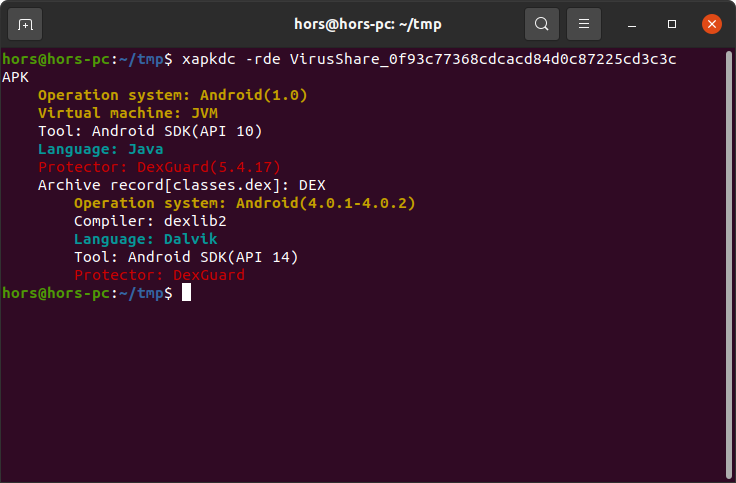 hors@hors-pc: ~/tmp
hors@hors-pc:~/tmp$ xapkdc -rde VirusShare_0f93c77368cdcacd84d0c87225cd3c3c
APK
    Operation system: Android(1.0)
    Virtual machine: JVM
    Tool: Android SDK(API 10)
    Language: Java
    Protector: DexGuard(5.4.17)
    Archive record[classes.dex]: DEX
        Operation system: Android(4.0.1-4.0.2)
        Compiler: dexlib2
        Language: Dalvik
        Tool: Android SDK(API 14)
        Protector: DexGuard
hors@hors-pc:~/tmp$